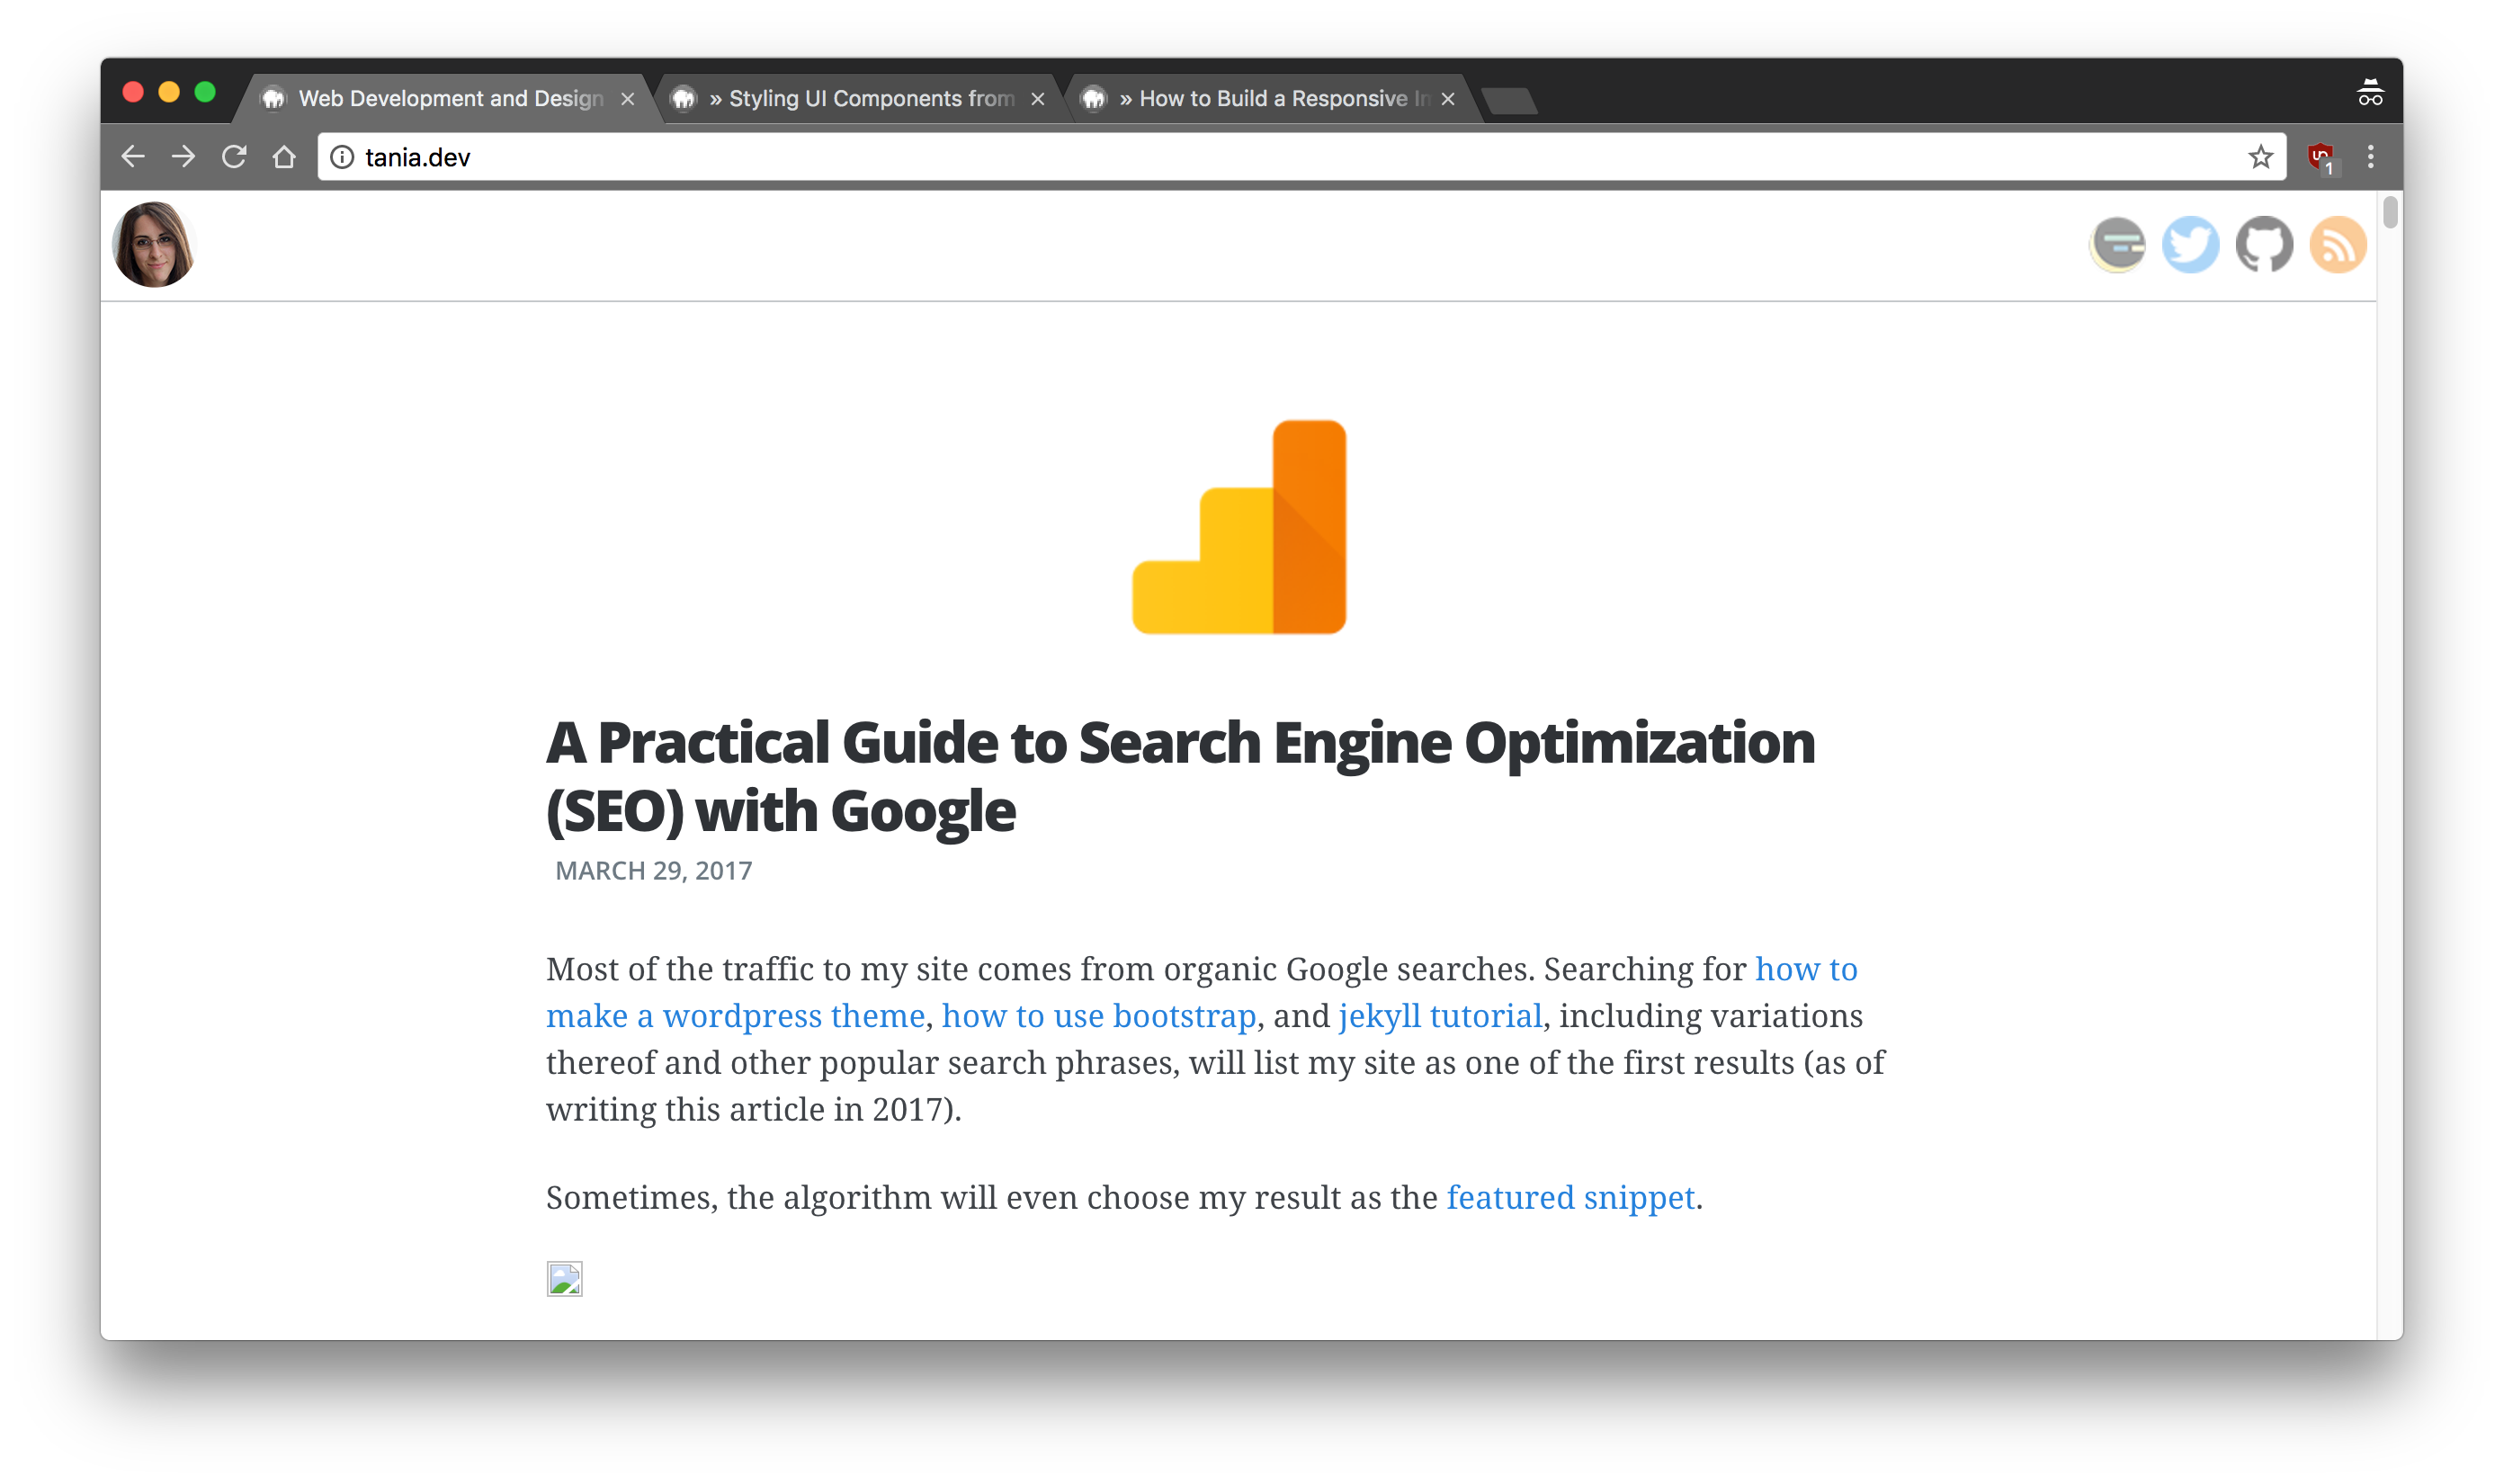 Web Development and Design
» Styling UI Components from
» How to Build a Responsive
tania.dev
1
A Practical Guide to Search Engine Optimization
(SEO) with Google
MARCH 29, 2017
Most of the traffic to my site comes from organic Google searches. Searching for how to
make a wordpress theme, how to use bootstrap, and jekyll tutorial, including variations
thereof and other popular search phrases, will list my site as one of the first results (as of
writing this article in 2017).
Sometimes, the algorithm will even choose my result as the featured snippet.